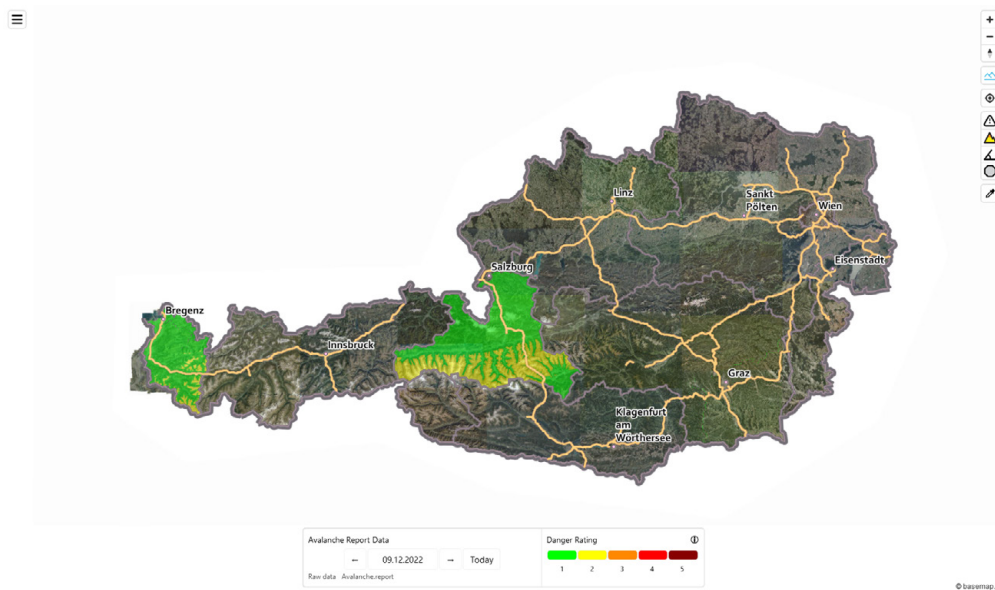 Linz
Sankt
Pölten
Wien
Salzburg
Eisenstadt
Bregenz
Innsbruck
Graz
Klagenfurt
am
Wörthersee
Avalanche Report Data
← 09.12.2022 → Today
Raw data Avalanche.report
Danger Rating
1 2 3 4 5
© basemap.